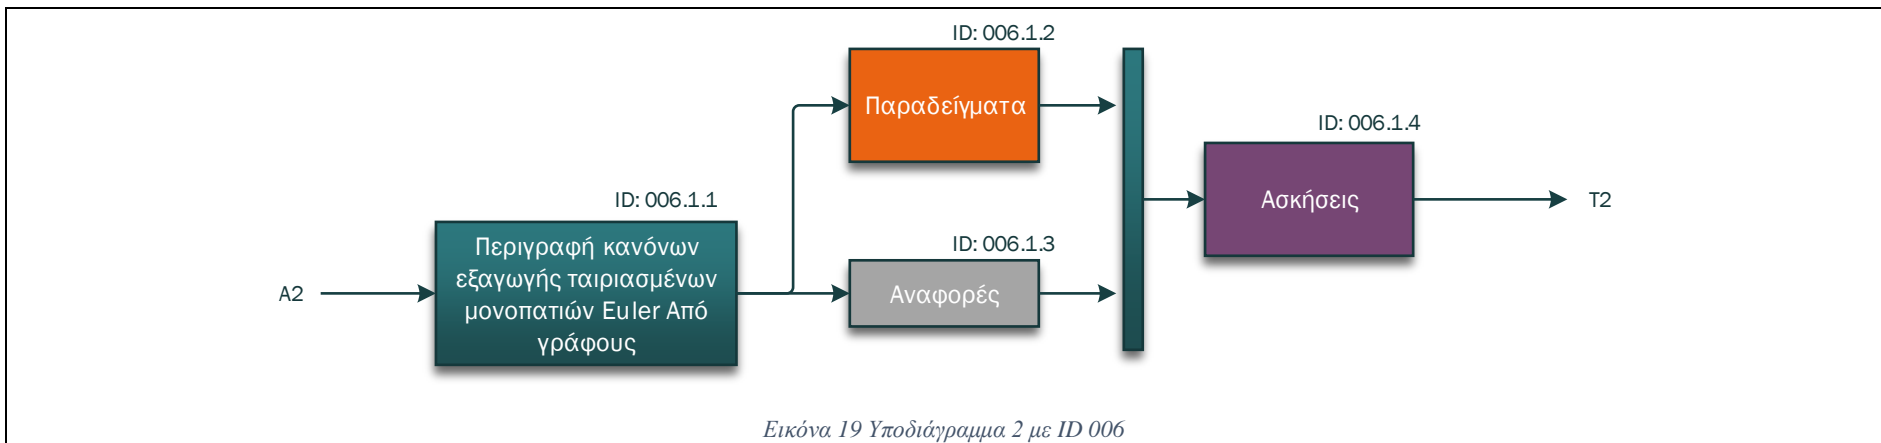 ID: 006.1.2
Παραδείγματα
ID: 006.1.4
Ασκήσεις
T2
ID: 006.1.1
Περιγραφή κανόνων
εξαγωγής ταιριασμένων
μονοπατιών Euler Από
γράφους
A2
ID: 006.1.3
Αναφορές
Εικόνα 19 Υποδιάγραμμα 2 με ID 006